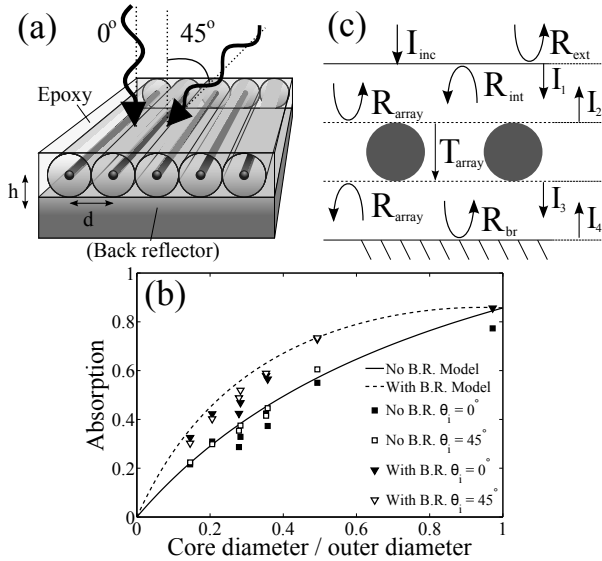 (a)
0°
45°
Epoxy
h
d
(Back reflector)
(c)
I_inc
R_ext
R_array
R_int
I_1
I_2
T_array
R_array
R_br
I_3
I_4
(b)
Absorption
1
0.8
0.6
0.4
0.2
0
No B.R. Model
With B.R. Model
No B.R. θ_i = 0°
No B.R. θ_i = 45°
With B.R. θ_i = 0°
With B.R. θ_i = 45°
0 0.2 0.4 0.6 0.8 1
Core diameter / outer diameter